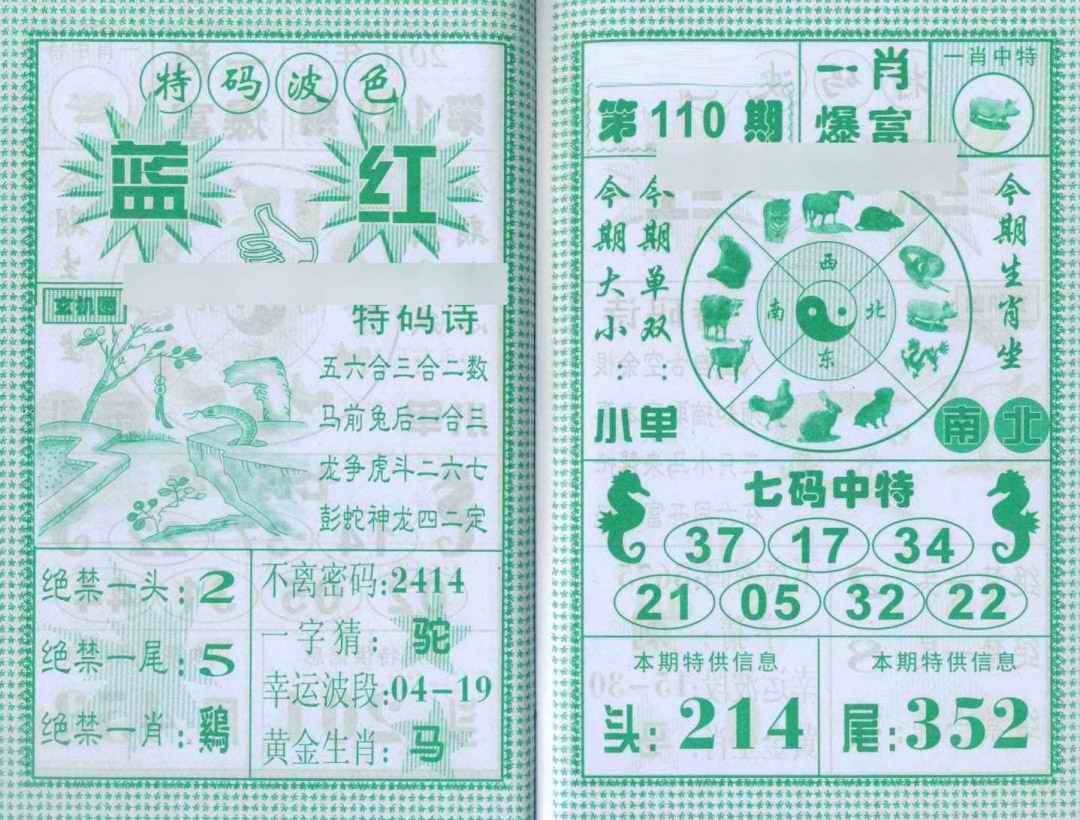 特码波色
蓝 红
玄机图
特码诗
五六合三合二数
马前兔后一合三
龙争虎斗二六七
彭蛇神龙四二定
绝禁一头:2
绝禁一尾:5
绝禁一肖:鷄
不离密码:2414
一字猜:驼
幸运波段:04-19
黄金生肖:马
第110期
一肖
爆富
一肖中特
今期大小:小
今期单双:单
西
南 北
东
今期生肖坐
南北
七码中特
37 17 34
21 05 32 22
本期特供信息
头:214
本期特供信息
尾:352